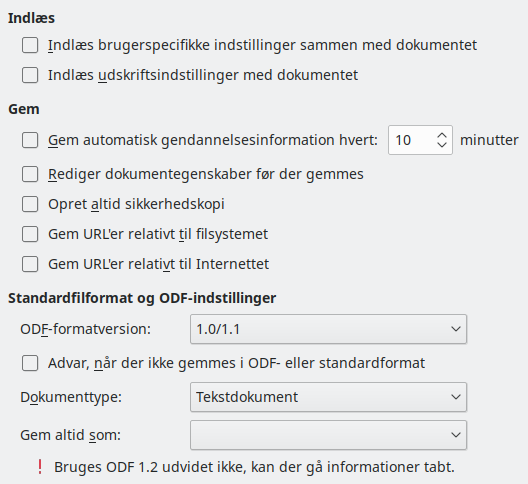 Indlæs
Indlæs brugerspecifikke indstillinger sammen med dokumentet
Indlæs udskriftsindstillinger med dokumentet
Gem
Gem automatisk gendannelsesinformation hvert: 10 minutter
Rediger dokumentegenskaber før der gemmes
Opret altid sikkerhedskopi
Gem URL'er relativt til filsystemet
Gem URL'er relativt til Internettet
Standardfilformat og ODF-indstillinger
ODF-formatversion: 1.0/1.1
Advar, når der ikke gemmes i ODF- eller standardformat
Dokumenttype: Tekstdokument
Gem altid som:
! Bruges ODF 1.2 udvidet ikke, kan der gå informationer tabt.